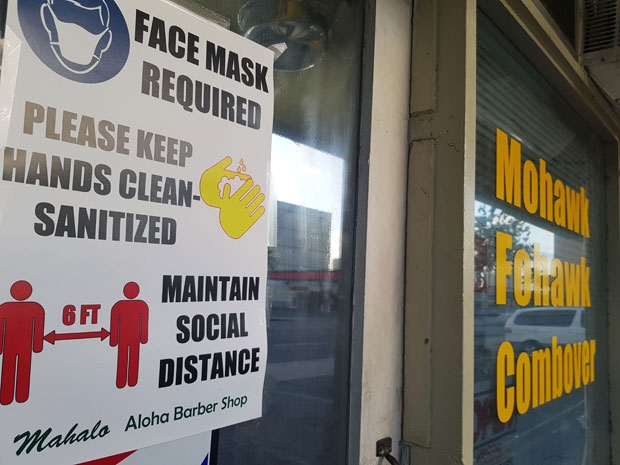 FACE MASK
REQUIRED
PLEASE KEEP
HANDS CLEAN-
SANITIZED
6 FT
MAINTAIN
SOCIAL
DISTANCE
Mahalo Aloha Barber Shop
Mohawk
Fohawk
Combover